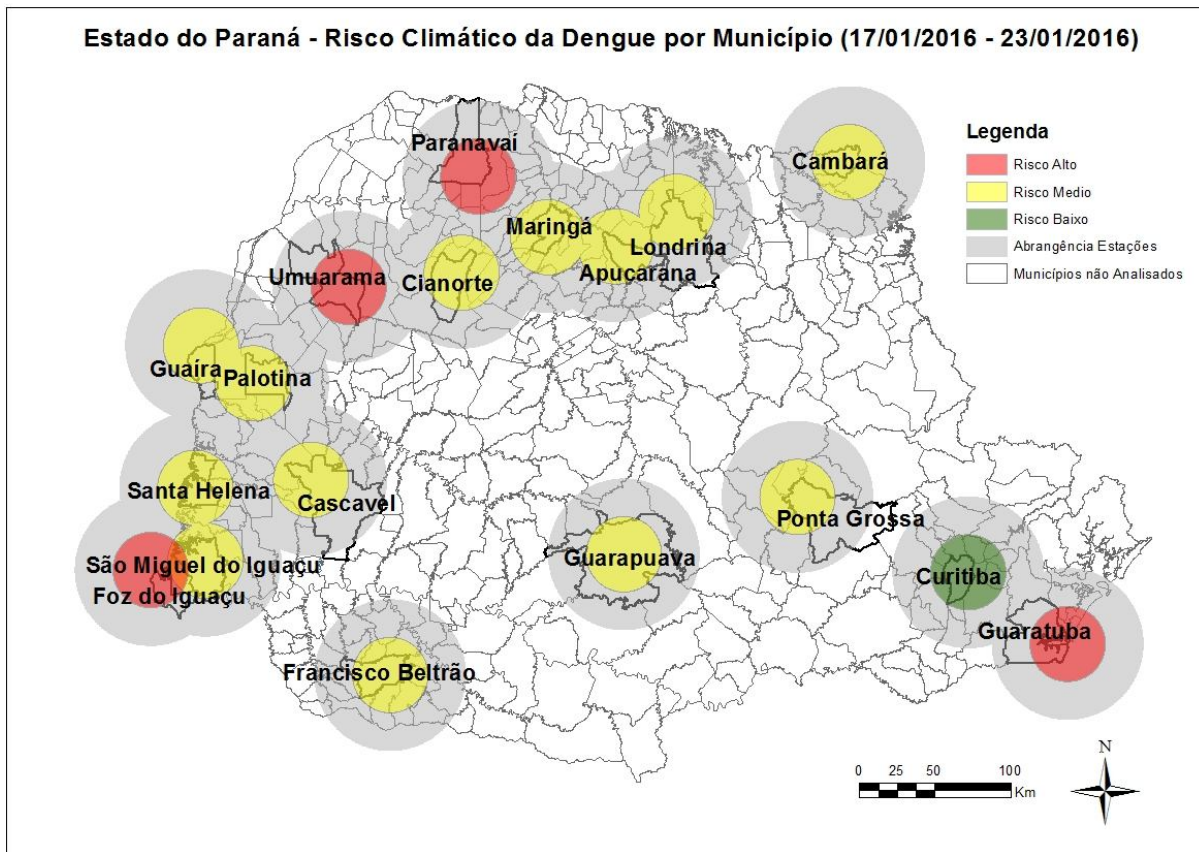 Estado do Paraná - Risco Climático da Dengue por Município (17/01/2016 - 23/01/2016)
Legenda
Risco Alto
Risco Medio
Risco Baixo
Abrangência Estações
Municípios não Analisados
Paranavaí
Cambará
Maringá
Londrina
Apucarana
Umuarama
Cianorte
Guaíra
Palotina
Santa Helena
Cascavel
Ponta Grossa
Guarapuava
São Miguel do Iguaçu
Foz do Iguaçu
Curitiba
Guaratuba
Francisco Beltrão
N
0 25 50 100
Km